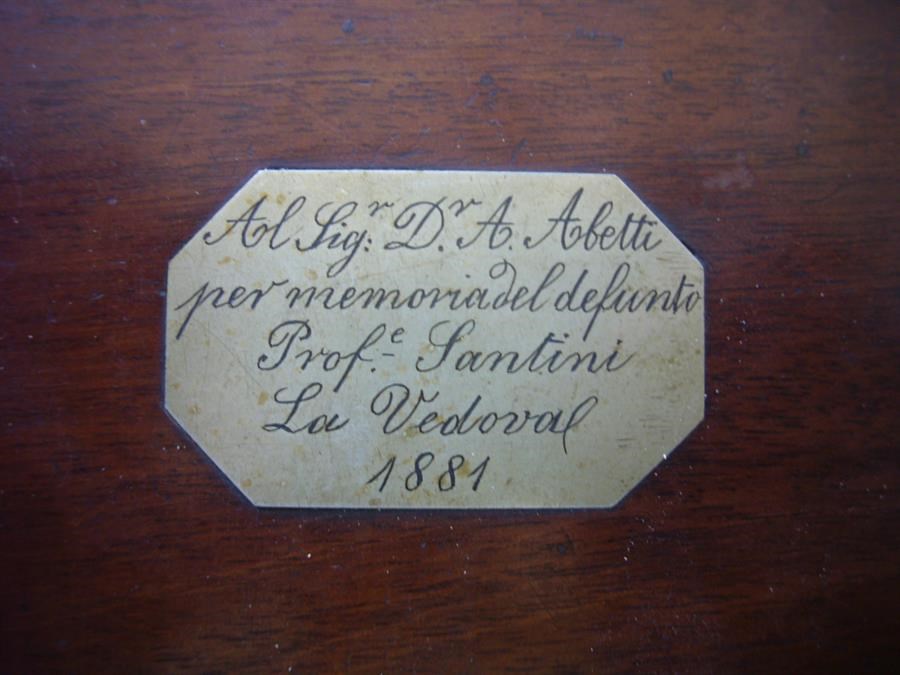 Al Sig:r D.r A. Abetti
per memoria del defunto
Prof.e Santini
La Vedova
1881